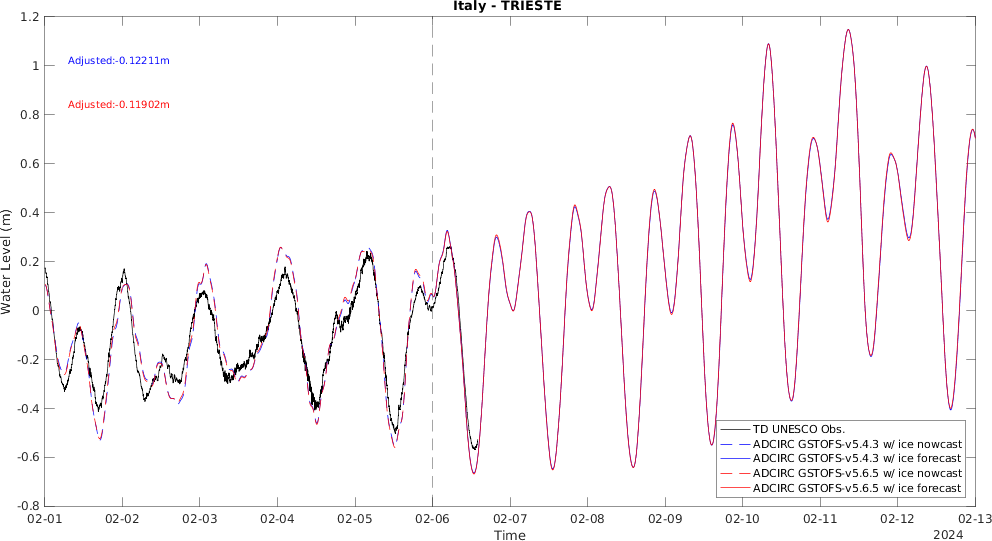 Italy - TRIESTE
1.2
1
0.8
0.6
0.4
0.2
0
-0.2
-0.4
-0.6
-0.8
Water Level (m)
Adjusted:-0.12211m
Adjusted:-0.11902m
TD UNESCO Obs.
ADCIRC GSTOFS-v5.4.3 w/ ice nowcast
ADCIRC GSTOFS-v5.4.3 w/ ice forecast
ADCIRC GSTOFS-v5.6.5 w/ ice nowcast
ADCIRC GSTOFS-v5.6.5 w/ ice forecast
02-01 02-02 02-03 02-04 02-05 02-06 02-07 02-08 02-09 02-10 02-11 02-12 02-13
Time
2024